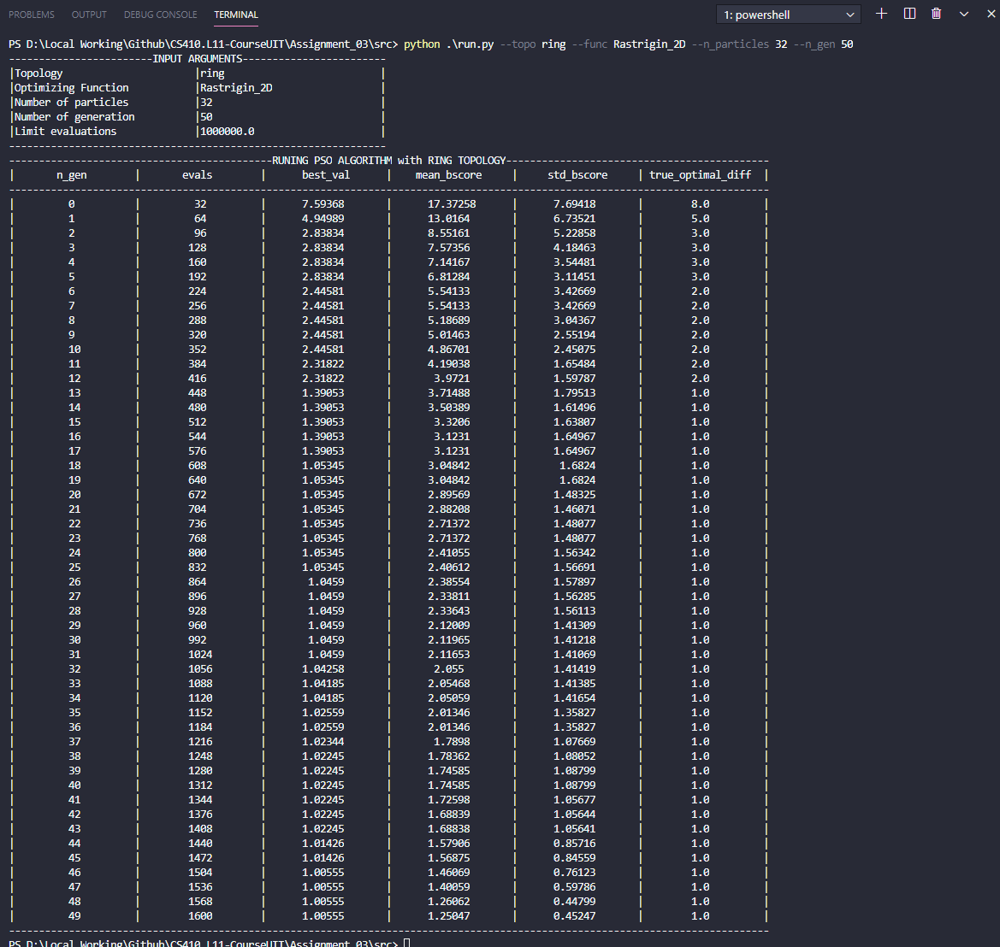 PROBLEMS OUTPUT DEBUG CONSOLE TERMINAL 1: powershell
PS D:\Local Working\Github\CS410.L11-CourseUIT\Assignment_03\src> python .\run.py --topo ring --func Rastrigin_2D --n_particles 32 --n_gen 50
------------------------INPUT ARGUMENTS------------------------
|Topology |ring |
|Optimizing Function |Rastrigin_2D |
|Number of particles |32 |
|Number of generation |50 |
|Limit evaluations |1000000.0 |
---------------------------------------------------------------
--------------------------------------------RUNING PSO ALGORITHM with RING TOPOLOGY--------------------------------------------
| n_gen | evals | best_val | mean_bscore | std_bscore | true_optimal_diff |
-------------------------------------------------------------------------------------------------------------------------------
| 0 | 32 | 7.59368 | 17.37258 | 7.69418 | 8.0 |
| 1 | 64 | 4.94989 | 13.0164 | 6.73521 | 5.0 |
| 2 | 96 | 2.83834 | 8.55161 | 5.22858 | 3.0 |
| 3 | 128 | 2.83834 | 7.57356 | 4.18463 | 3.0 |
| 4 | 160 | 2.83834 | 7.14167 | 3.54481 | 3.0 |
| 5 | 192 | 2.83834 | 6.81284 | 3.11451 | 3.0 |
| 6 | 224 | 2.44581 | 5.54133 | 3.42669 | 2.0 |
| 7 | 256 | 2.44581 | 5.54133 | 3.42669 | 2.0 |
| 8 | 288 | 2.44581 | 5.18689 | 3.04367 | 2.0 |
| 9 | 320 | 2.44581 | 5.01463 | 2.55194 | 2.0 |
| 10 | 352 | 2.44581 | 4.86701 | 2.45075 | 2.0 |
| 11 | 384 | 2.31822 | 4.19038 | 1.65484 | 2.0 |
| 12 | 416 | 2.31822 | 3.9721 | 1.59787 | 2.0 |
| 13 | 448 | 1.39053 | 3.71488 | 1.79513 | 1.0 |
| 14 | 480 | 1.39053 | 3.50389 | 1.61496 | 1.0 |
| 15 | 512 | 1.39053 | 3.3206 | 1.63807 | 1.0 |
| 16 | 544 | 1.39053 | 3.1231 | 1.64967 | 1.0 |
| 17 | 576 | 1.39053 | 3.1231 | 1.64967 | 1.0 |
| 18 | 608 | 1.05345 | 3.04842 | 1.6824 | 1.0 |
| 19 | 640 | 1.05345 | 3.04842 | 1.6824 | 1.0 |
| 20 | 672 | 1.05345 | 2.89569 | 1.48325 | 1.0 |
| 21 | 704 | 1.05345 | 2.88208 | 1.46071 | 1.0 |
| 22 | 736 | 1.05345 | 2.71372 | 1.48077 | 1.0 |
| 23 | 768 | 1.05345 | 2.71372 | 1.48077 | 1.0 |
| 24 | 800 | 1.05345 | 2.41055 | 1.56342 | 1.0 |
| 25 | 832 | 1.05345 | 2.40612 | 1.56691 | 1.0 |
| 26 | 864 | 1.0459 | 2.38554 | 1.57897 | 1.0 |
| 27 | 896 | 1.0459 | 2.33811 | 1.56285 | 1.0 |
| 28 | 928 | 1.0459 | 2.33643 | 1.56113 | 1.0 |
| 29 | 960 | 1.0459 | 2.12009 | 1.41309 | 1.0 |
| 30 | 992 | 1.0459 | 2.11965 | 1.41218 | 1.0 |
| 31 | 1024 | 1.0459 | 2.11653 | 1.41069 | 1.0 |
| 32 | 1056 | 1.04258 | 2.055 | 1.41419 | 1.0 |
| 33 | 1088 | 1.04185 | 2.05468 | 1.41385 | 1.0 |
| 34 | 1120 | 1.04185 | 2.05059 | 1.41654 | 1.0 |
| 35 | 1152 | 1.02559 | 2.01346 | 1.35827 | 1.0 |
| 36 | 1184 | 1.02559 | 2.01346 | 1.35827 | 1.0 |
| 37 | 1216 | 1.02344 | 1.7898 | 1.07669 | 1.0 |
| 38 | 1248 | 1.02245 | 1.78362 | 1.08052 | 1.0 |
| 39 | 1280 | 1.02245 | 1.74585 | 1.08799 | 1.0 |
| 40 | 1312 | 1.02245 | 1.74585 | 1.08799 | 1.0 |
| 41 | 1344 | 1.02245 | 1.72598 | 1.05677 | 1.0 |
| 42 | 1376 | 1.02245 | 1.68839 | 1.05644 | 1.0 |
| 43 | 1408 | 1.02245 | 1.68838 | 1.05641 | 1.0 |
| 44 | 1440 | 1.01426 | 1.57906 | 0.85716 | 1.0 |
| 45 | 1472 | 1.01426 | 1.56875 | 0.84559 | 1.0 |
| 46 | 1504 | 1.00555 | 1.46069 | 0.76123 | 1.0 |
| 47 | 1536 | 1.00555 | 1.40059 | 0.59786 | 1.0 |
| 48 | 1568 | 1.00555 | 1.26062 | 0.44799 | 1.0 |
| 49 | 1600 | 1.00555 | 1.25047 | 0.45247 | 1.0 |
-------------------------------------------------------------------------------------------------------------------------------
PS D:\Local Working\Github\CS410.L11-CourseUIT\Assignment_03\src>